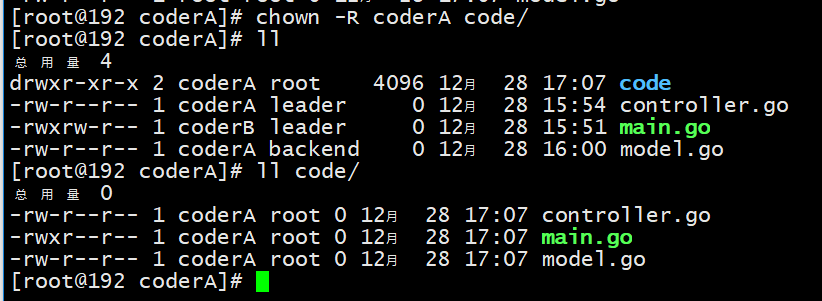 [root@192 coderA]# chown -R coderA code/
[root@192 coderA]# ll
总用量 4
drwxr-xr-x 2 coderA root    4096 12月  28 17:07 code
-rw-r--r-- 1 coderA leader     0 12月  28 15:54 controller.go
-rwxrw-r-- 1 coderB leader     0 12月  28 15:51 main.go
-rw-r--r-- 1 coderA backend    0 12月  28 16:00 model.go
[root@192 coderA]# ll code/
总用量 0
-rw-r--r-- 1 coderA root 0 12月  28 17:07 controller.go
-rwxr--r-- 1 coderA root 0 12月  28 17:07 main.go
-rw-r--r-- 1 coderA root 0 12月  28 17:07 model.go
[root@192 coderA]#